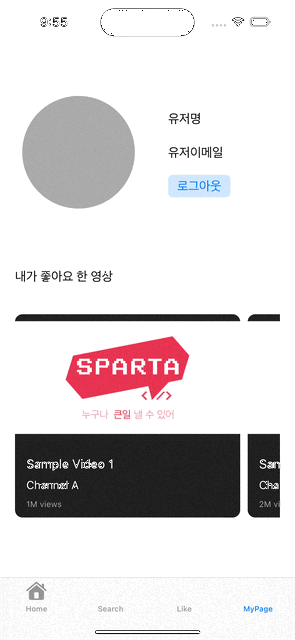 9:55
유저명
유저이메일
로그아웃
내가 좋아요 한 영상
SPARTA
</>
누구나 큰일 낼 수 있어
Sample Video 1
Channel A
1M views
Sam
Cha
2M vi
Home
Search
Like
MyPage